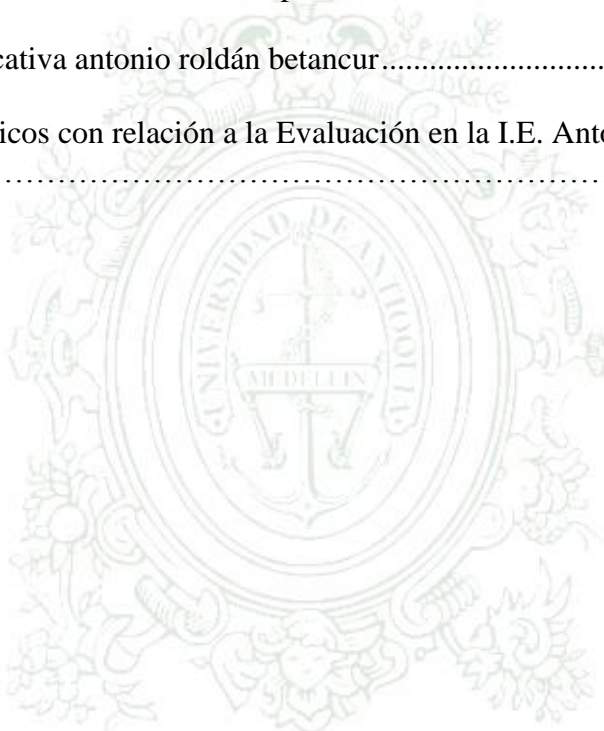 cativa antonio roldán betancur...........................
icos con relación a la Evaluación en la I.E. Anto
............................................................
UNIVERSIDAD DE ANTIOQUIA
MEDELLIN